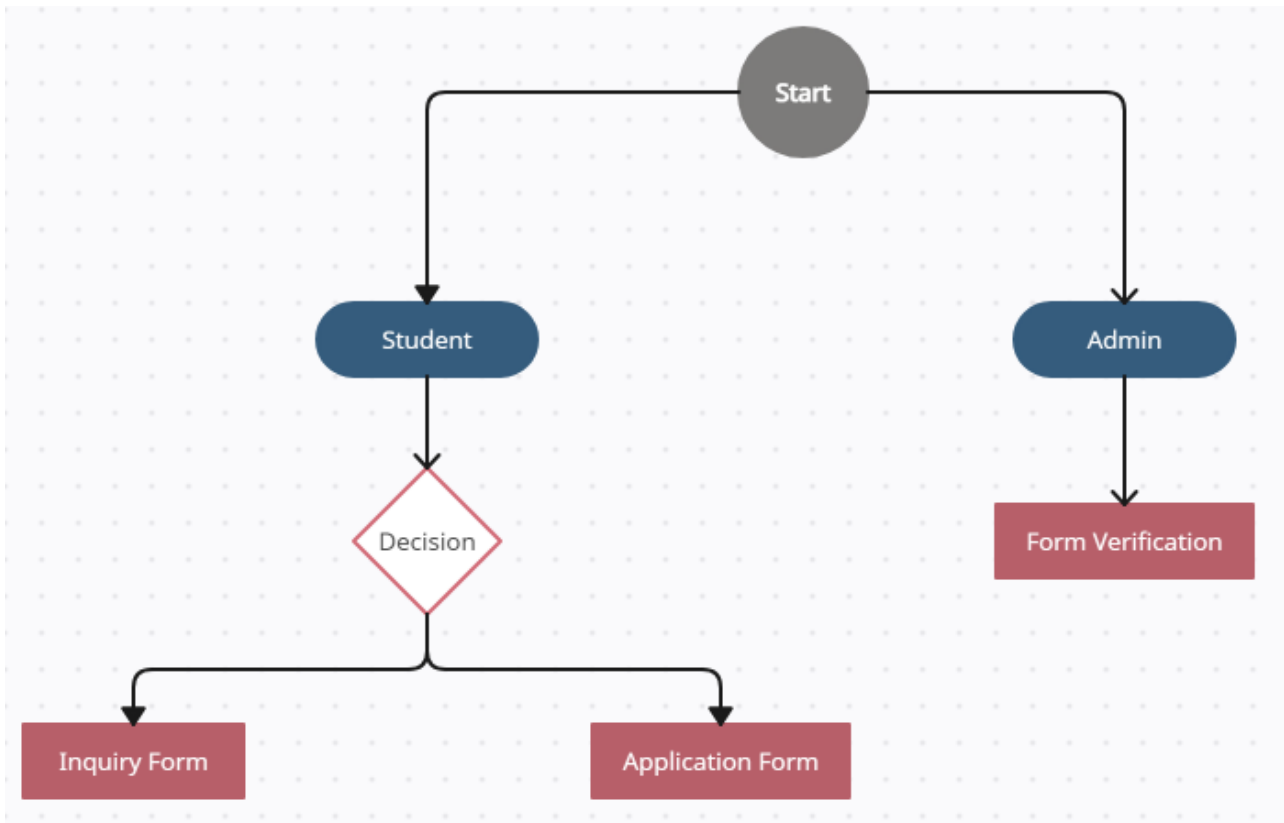 Start
Student
Admin
Decision
Form Verification
Inquiry Form
Application Form